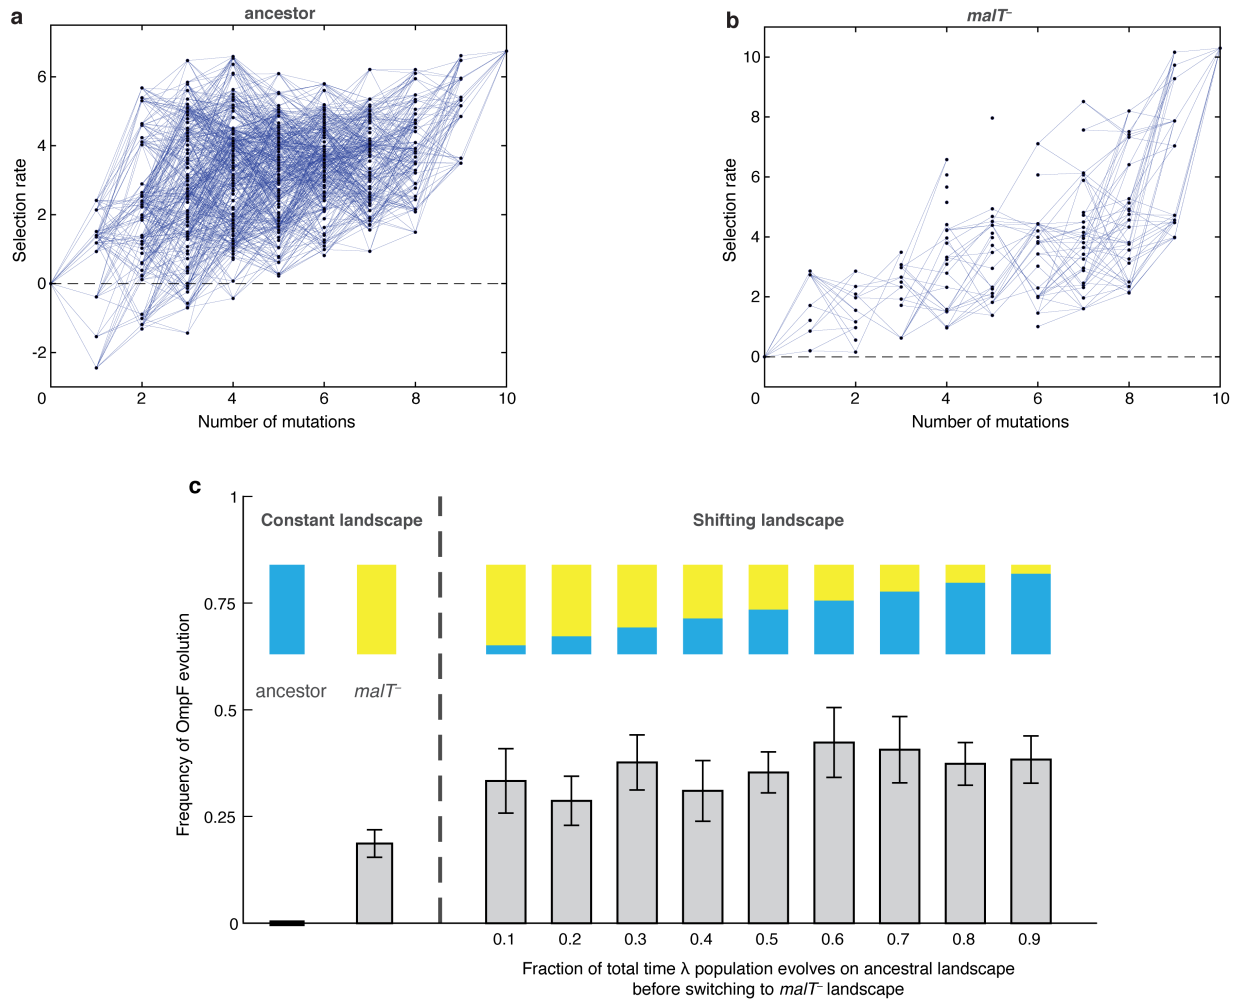 a
ancestor
6
4
2
0
-2
Selection rate
0 2 4 6 8 10
Number of mutations
b
malT–
10
8
6
4
2
0
Selection rate
0 2 4 6 8 10
Number of mutations
c
1
0.75
0.5
0.25
0
Frequency of OmpF evolution
Constant landscape
Shifting landscape
ancestor
malT–
0.1 0.2 0.3 0.4 0.5 0.6 0.7 0.8 0.9
Fraction of total time λ population evolves on ancestral landscape
before switching to malT– landscape